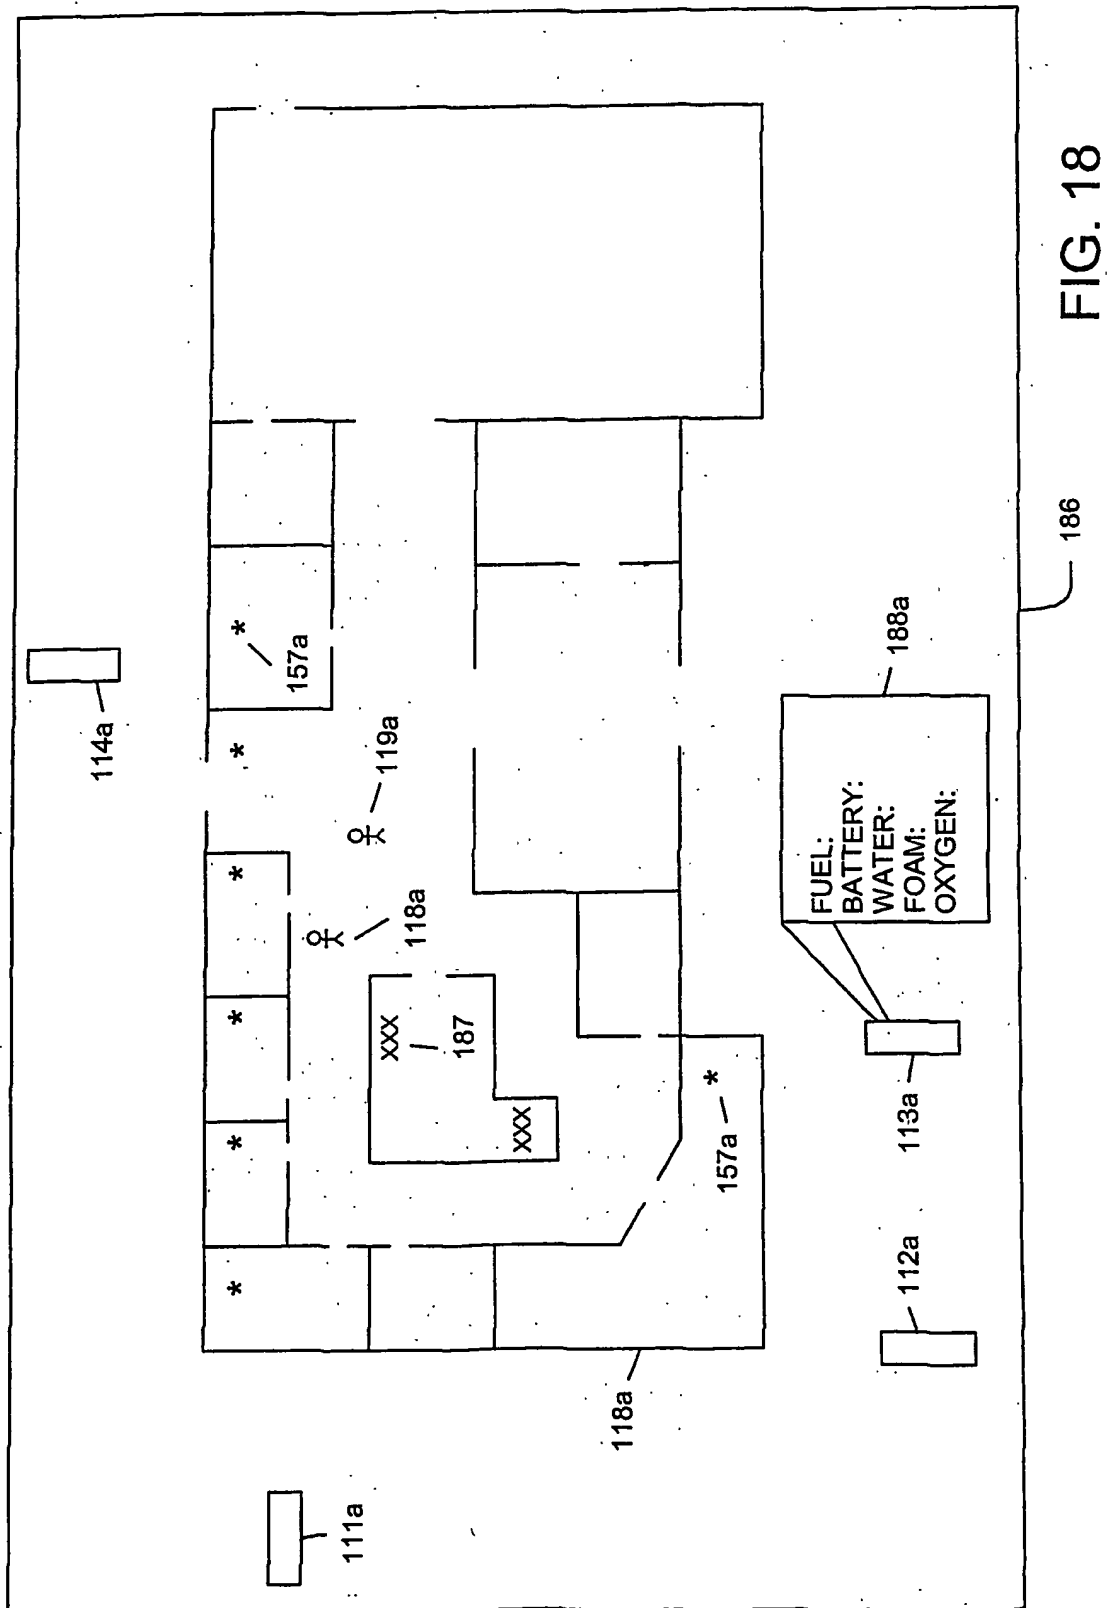 114a
* * * * * *
157a
111a
119a
XXX
118a
187
XXX
118a
*
157a
FUEL:
BATTERY:
WATER:
FOAM:
OXYGEN:
188a
112a
113a
186
FIG. 18